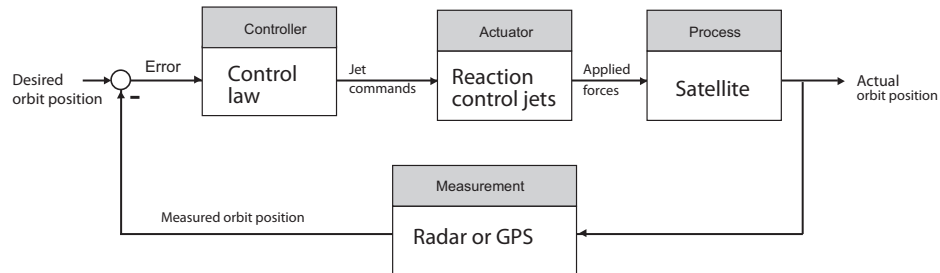 Controller
Actuator
Process
Desired
orbit position
Error
−
Control
law
Jet
commands
Reaction
control jets
Applied
forces
Satellite
Actual
orbit position
Measurement
Measured orbit position
Radar or GPS